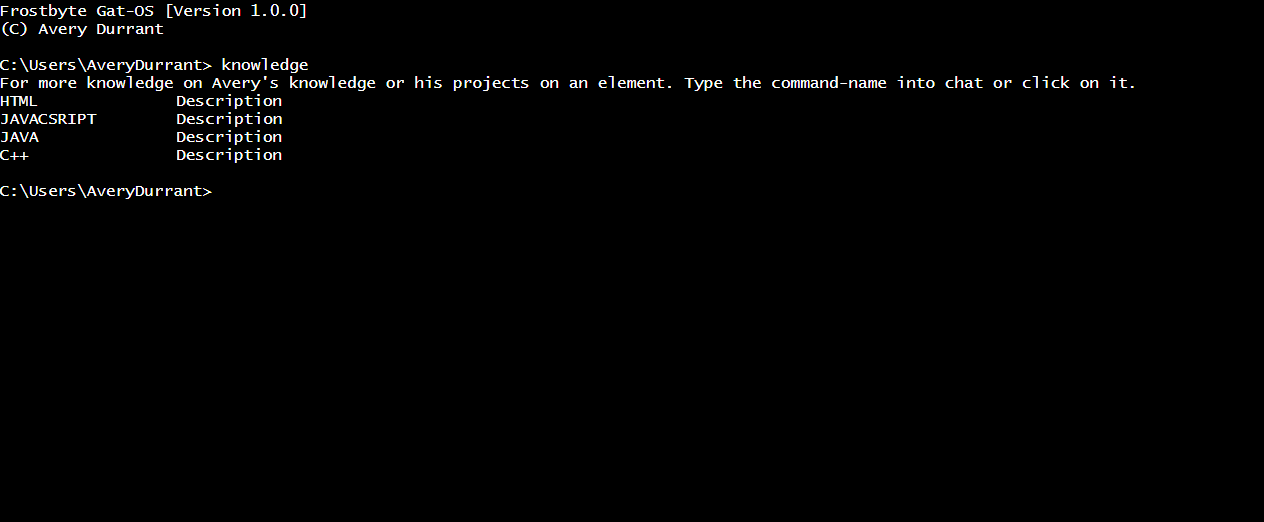 Frostbyte Gat-OS [Version 1.0.0]
(C) Avery Durrant
C:\Users\AveryDurrant> knowledge
For more knowledge on Avery's knowledge or his projects on an element. Type the command-name into chat or click on it.
HTML Description
JAVACSRIPT Description
JAVA Description
C++ Description
C:\Users\AveryDurrant>